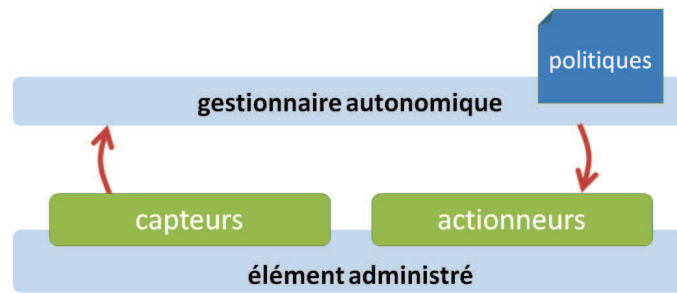 politiques
gestionnaire autonomique
capteurs
actionneurs
élément administré